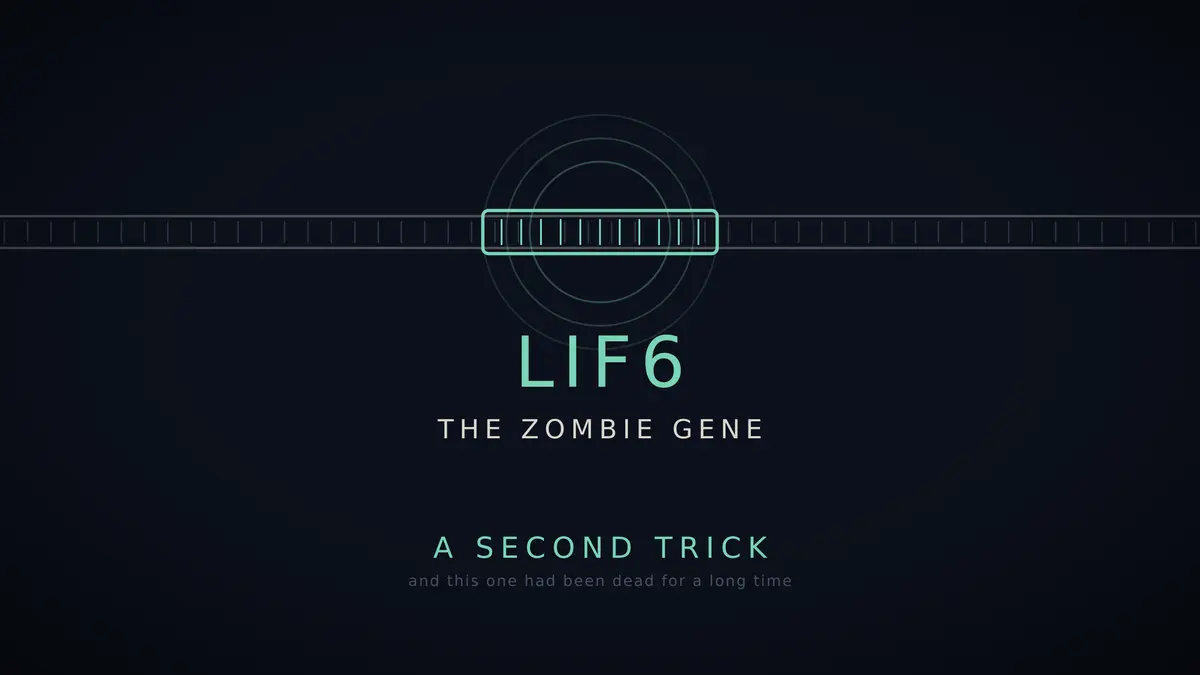 LIF6
THE ZOMBIE GENE
A SECOND TRICK
and this one had been dead for a long time